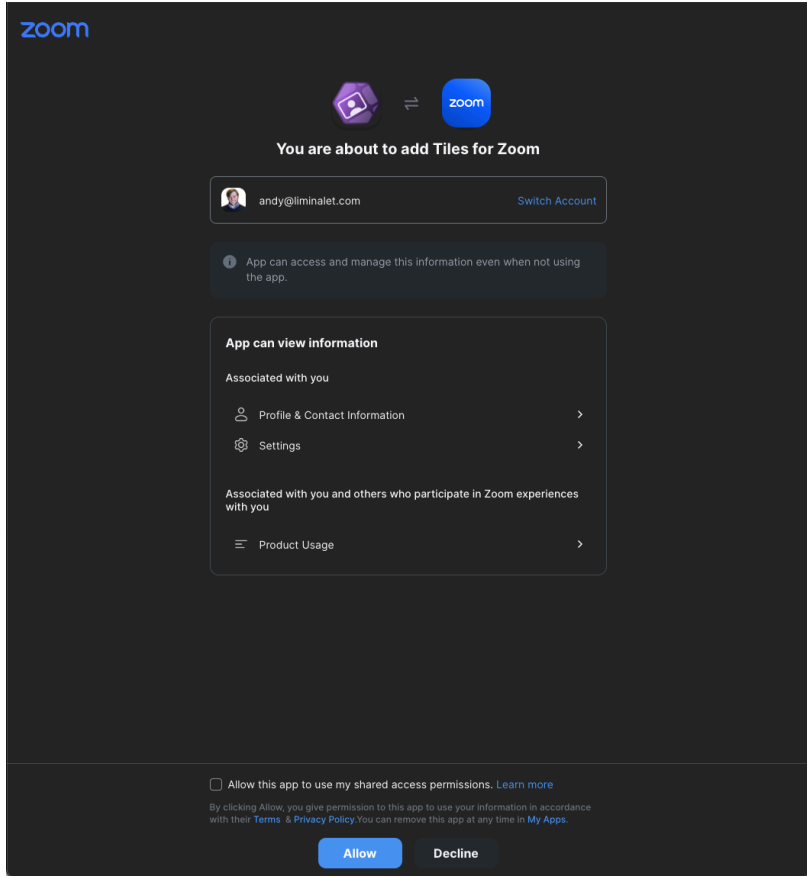 zoom
zoom
You are about to add Tiles for Zoom
andy@liminalet.com
Switch Account
App can access and manage this information even when not using
the app.
App can view information
Associated with you
Profile & Contact Information
Settings
Associated with you and others who participate in Zoom experiences
with you
Product Usage
Allow this app to use my shared access permissions. Learn more
By clicking Allow, you give permission to this app to use your information in accordance
with their Terms & Privacy Policy.You can remove this app at any time in My Apps.
Allow
Decline